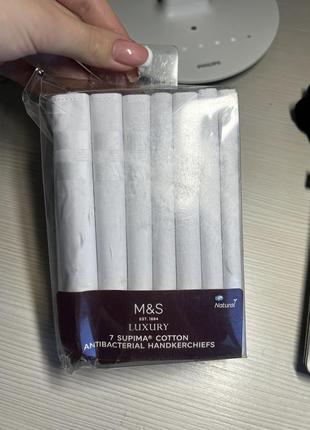 PHILIPS
M&S
EST. 1884
LUXURY
Natural
7 SUPIMA® COTTON
ANTIBACTERIAL HANDKERCHIEFS